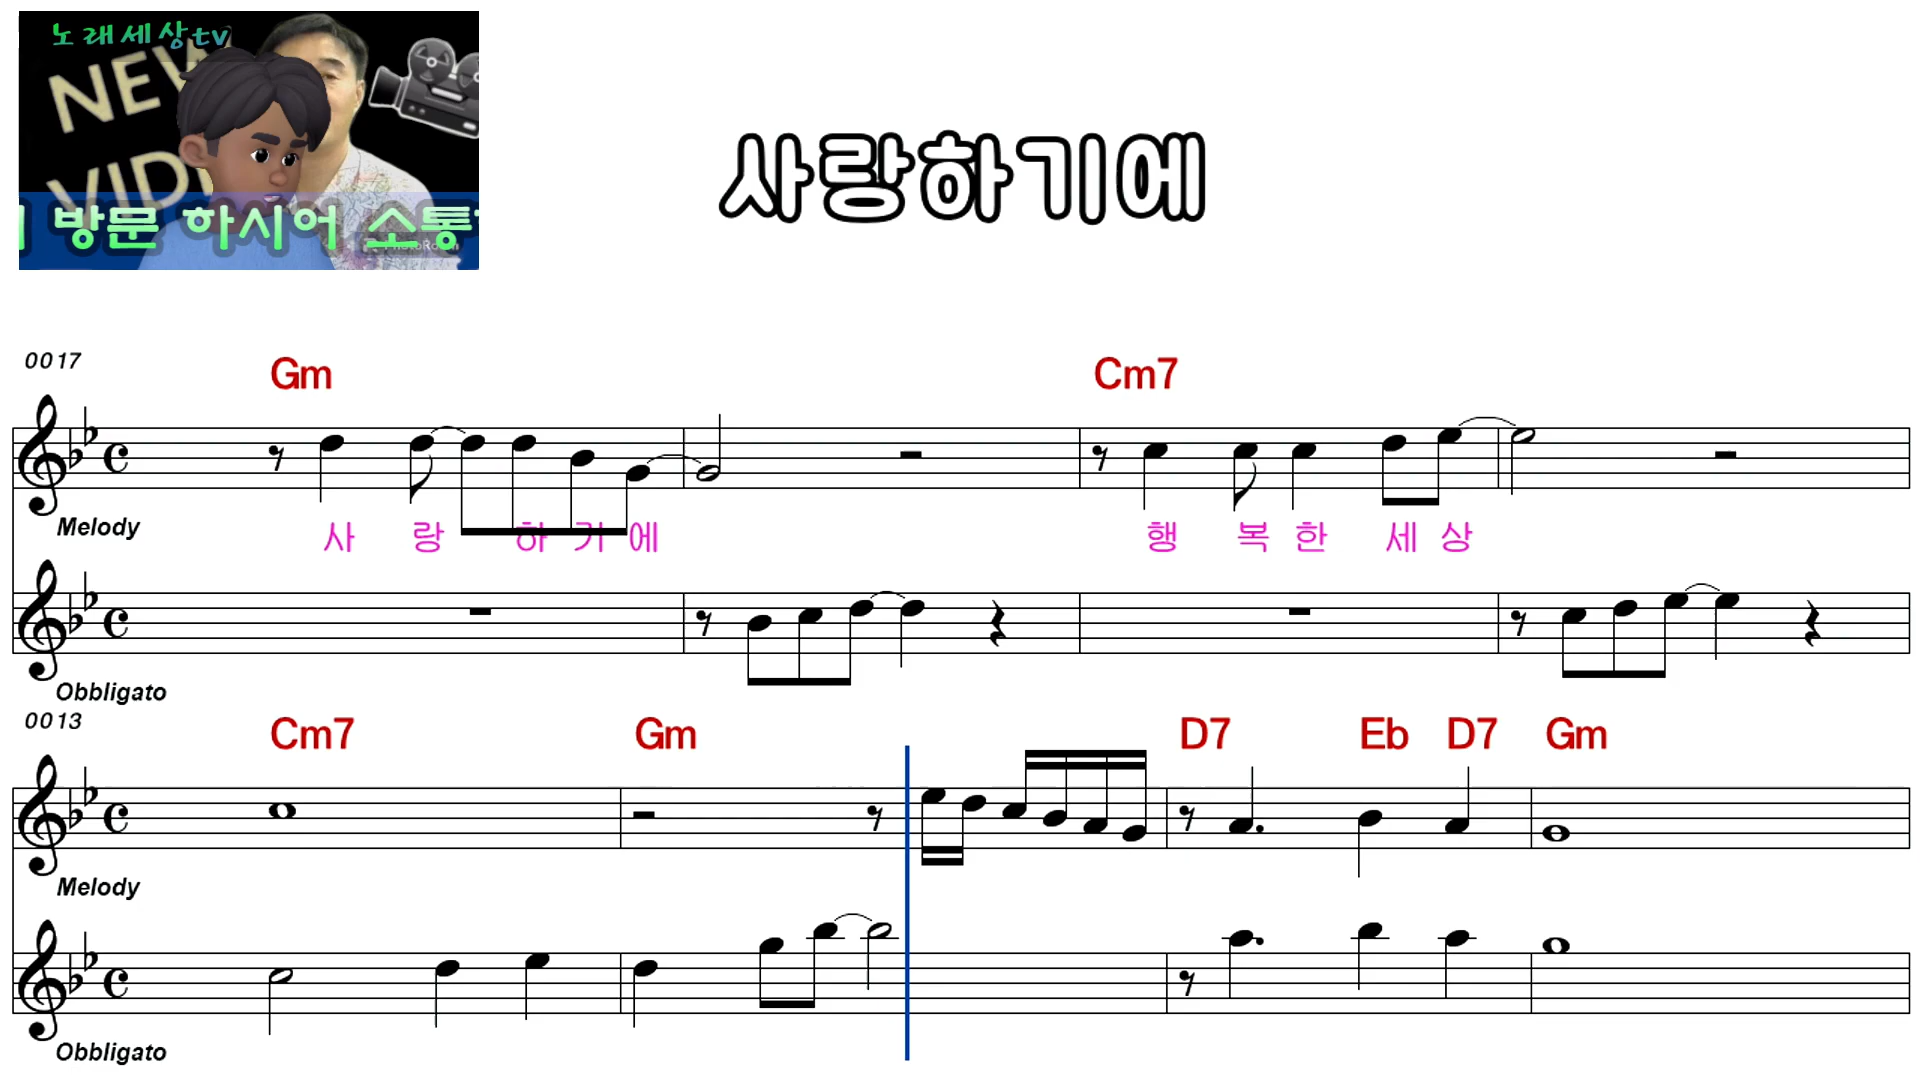 노래세상tv
NEW
방문 하시어 소통
사랑하기에
0017
Gm Cm7
Melody
사 랑 하 기 에 행 복 한 세 상
Obbligato
0013
Cm7 Gm D7 Eb D7 Gm
Melody
Obbligato